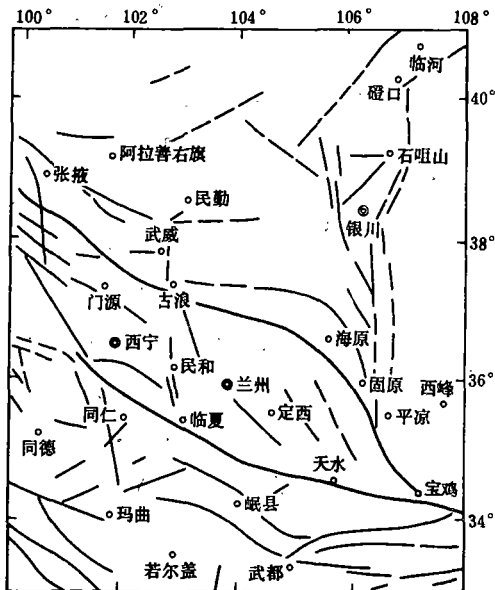 100° 102° 104° 106° 108°
临河
磴口
40°
阿拉善右旗
石咀山
张掖
民勤
银川
武威
38°
门源
古浪
海原
西宁
民和
兰州
固原
36°
西峰
同仁
临夏
定西
平凉
同德
天水
宝鸡
玛曲
岷县
34°
若尔盖
武都